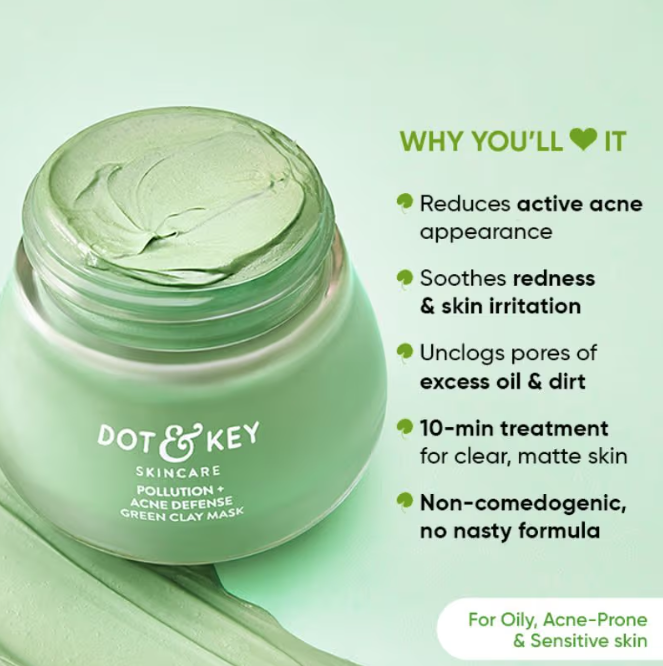 WHY YOU'LL ♥ IT
Reduces active acne
appearance
Soothes redness
& skin irritation
Unclogs pores of
excess oil & dirt
10-min treatment
for clear, matte skin
Non-comedogenic,
no nasty formula
DOT & KEY
SKINCARE
POLLUTION +
ACNE DEFENSE
GREEN CLAY MASK
For Oily, Acne-Prone
& Sensitive skin